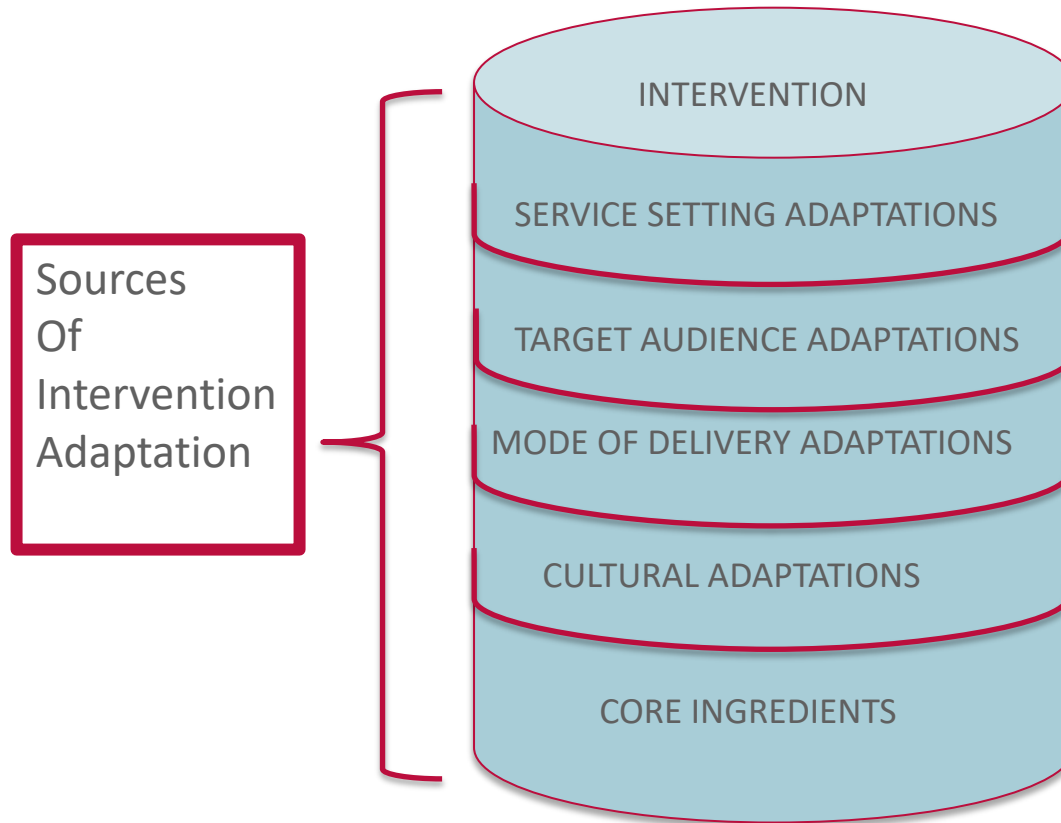 Sources
Of
Intervention
Adaptation
INTERVENTION
SERVICE SETTING ADAPTATIONS
TARGET AUDIENCE ADAPTATIONS
MODE OF DELIVERY ADAPTATIONS
CULTURAL ADAPTATIONS
CORE INGREDIENTS